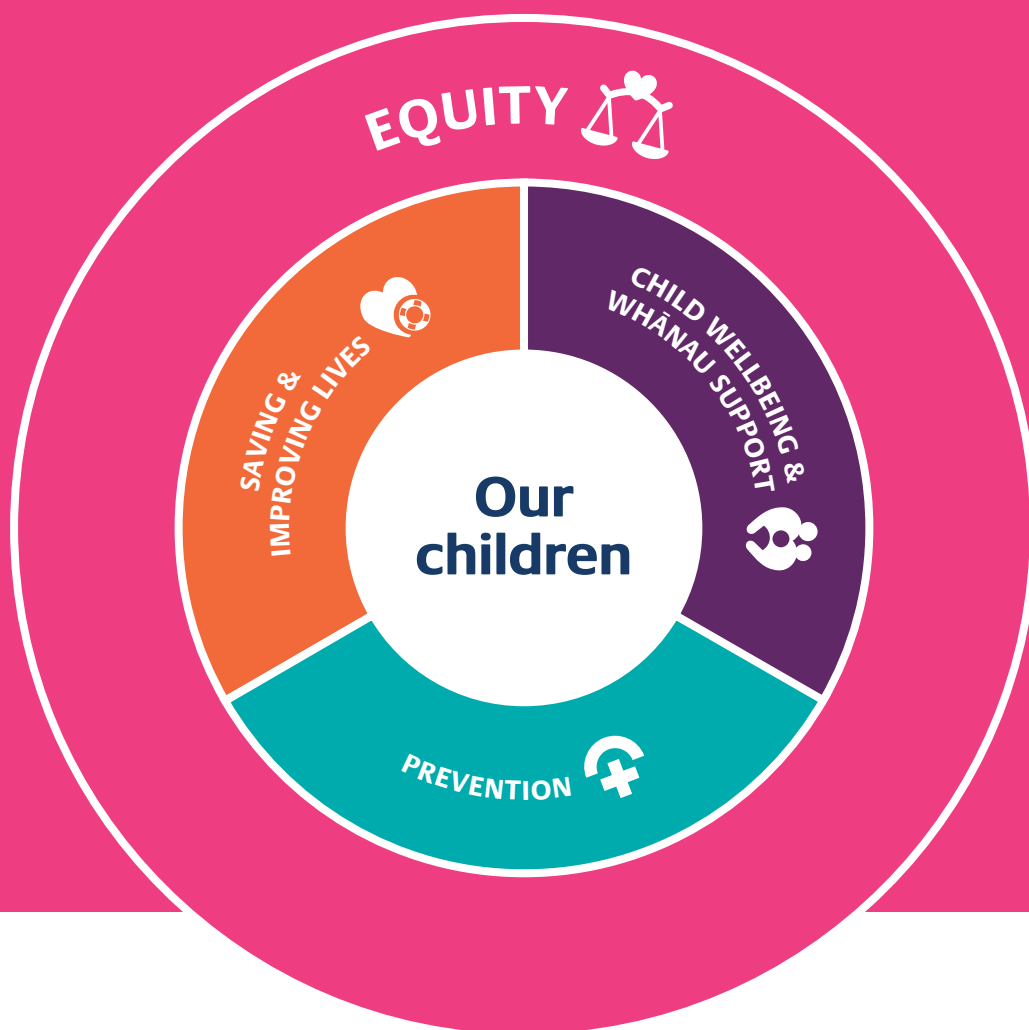 EQUITY
SAVING &
IMPROVING LIVES
CHILD WELLBEING &
WHĀNAU SUPPORT
Our
children
PREVENTION